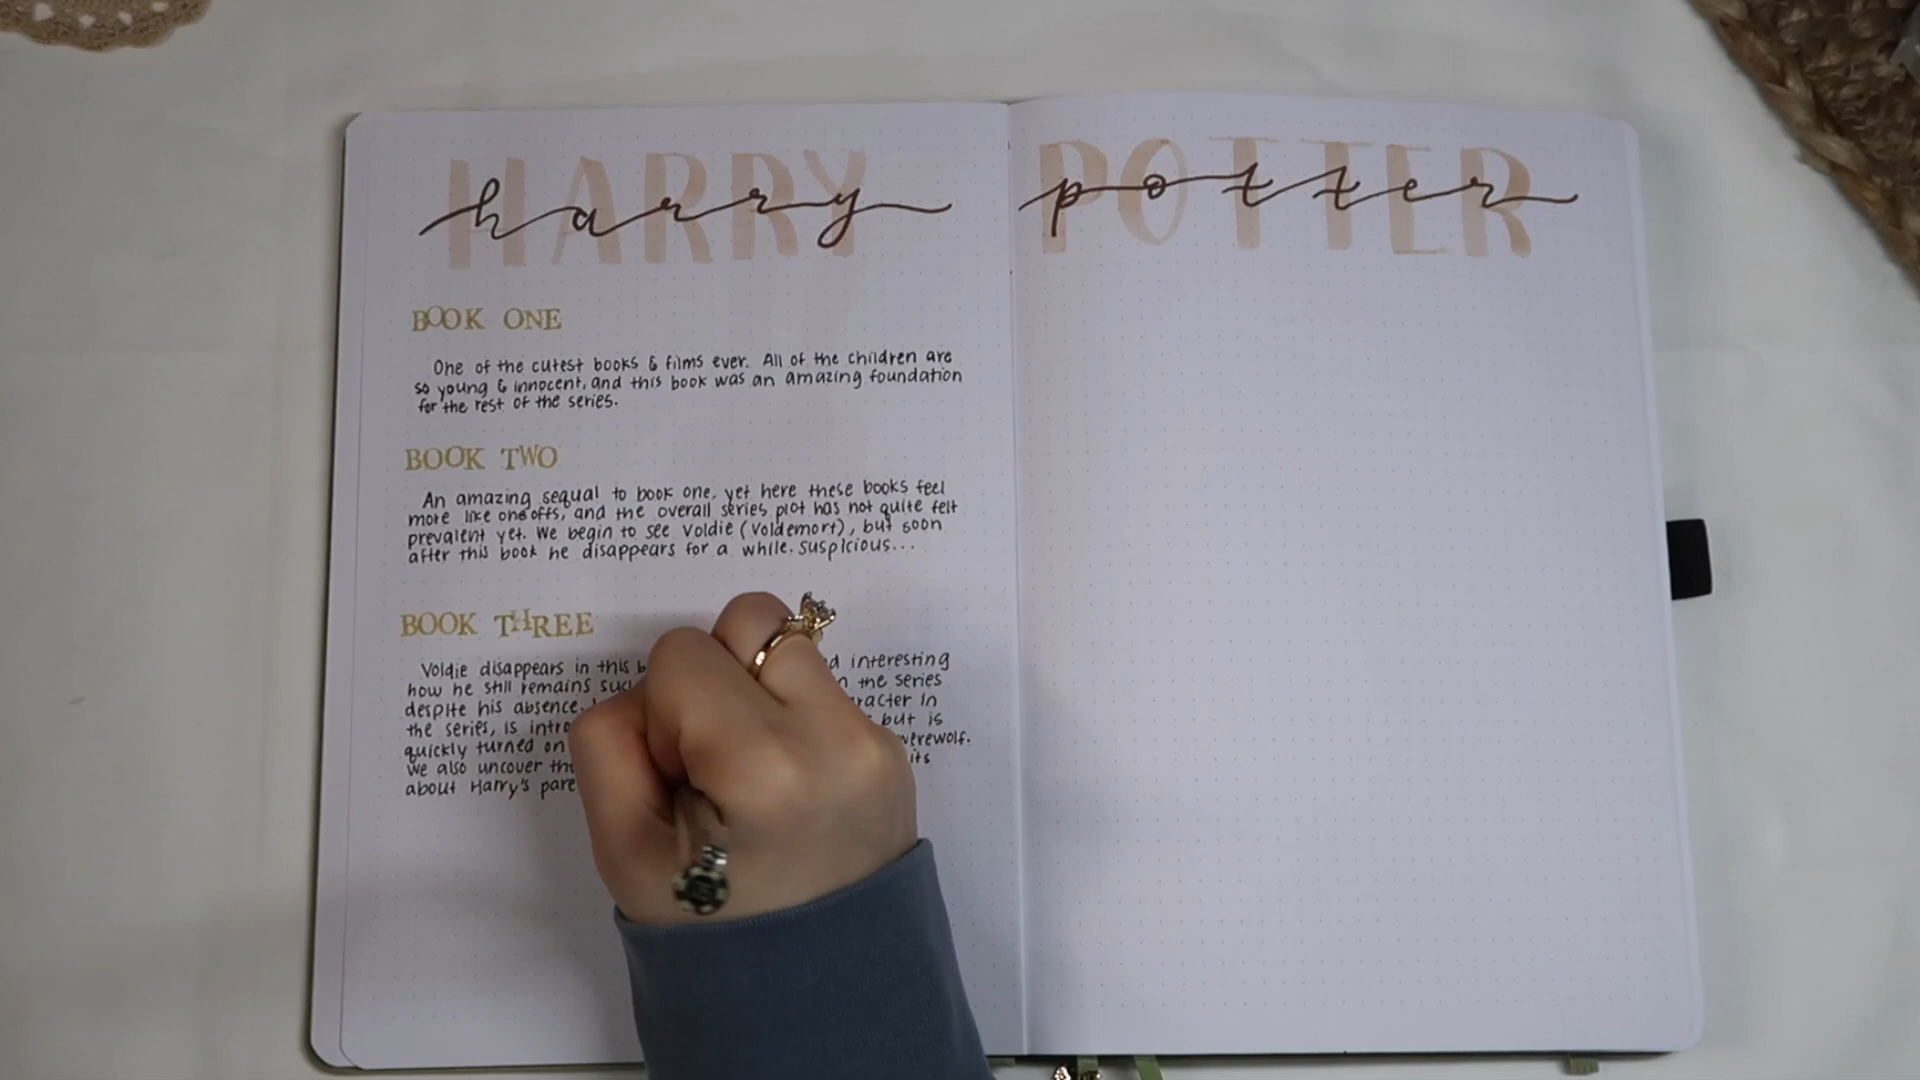 HARRY POTTER
harry potter
BOOK ONE
One of the cutest books & films ever. All of the children are
so young & innocent, and this book was an amazing foundation
for the rest of the series.
BOOK TWO
An amazing sequal to book one, yet here these books feel
more like one offs, and the overall series plot has not quite felt
prevalent yet. We begin to see Voldie (Voldemort), but soon
after this book he disappears for a while. Suspicious...
BOOK THREE
Voldie disappears in this interesting
how he still remains the series
despite his absence. in
the series, is but is
quickly turned on werewolf.
We also uncover
about Harry's